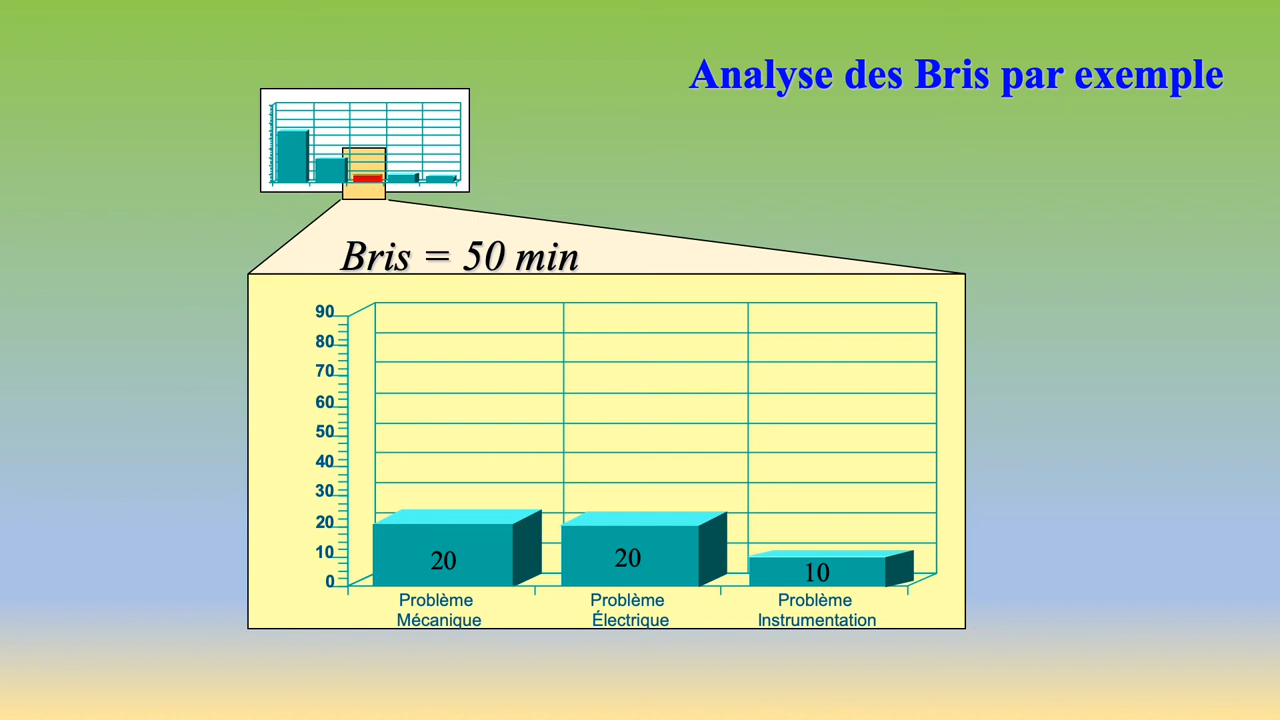 Analyse des Bris par exemple
Bris = 50 min
90
80
70
60
50
40
30
20
10
0
20
20
10
Problème
Mécanique
Problème
Électrique
Problème
Instrumentation